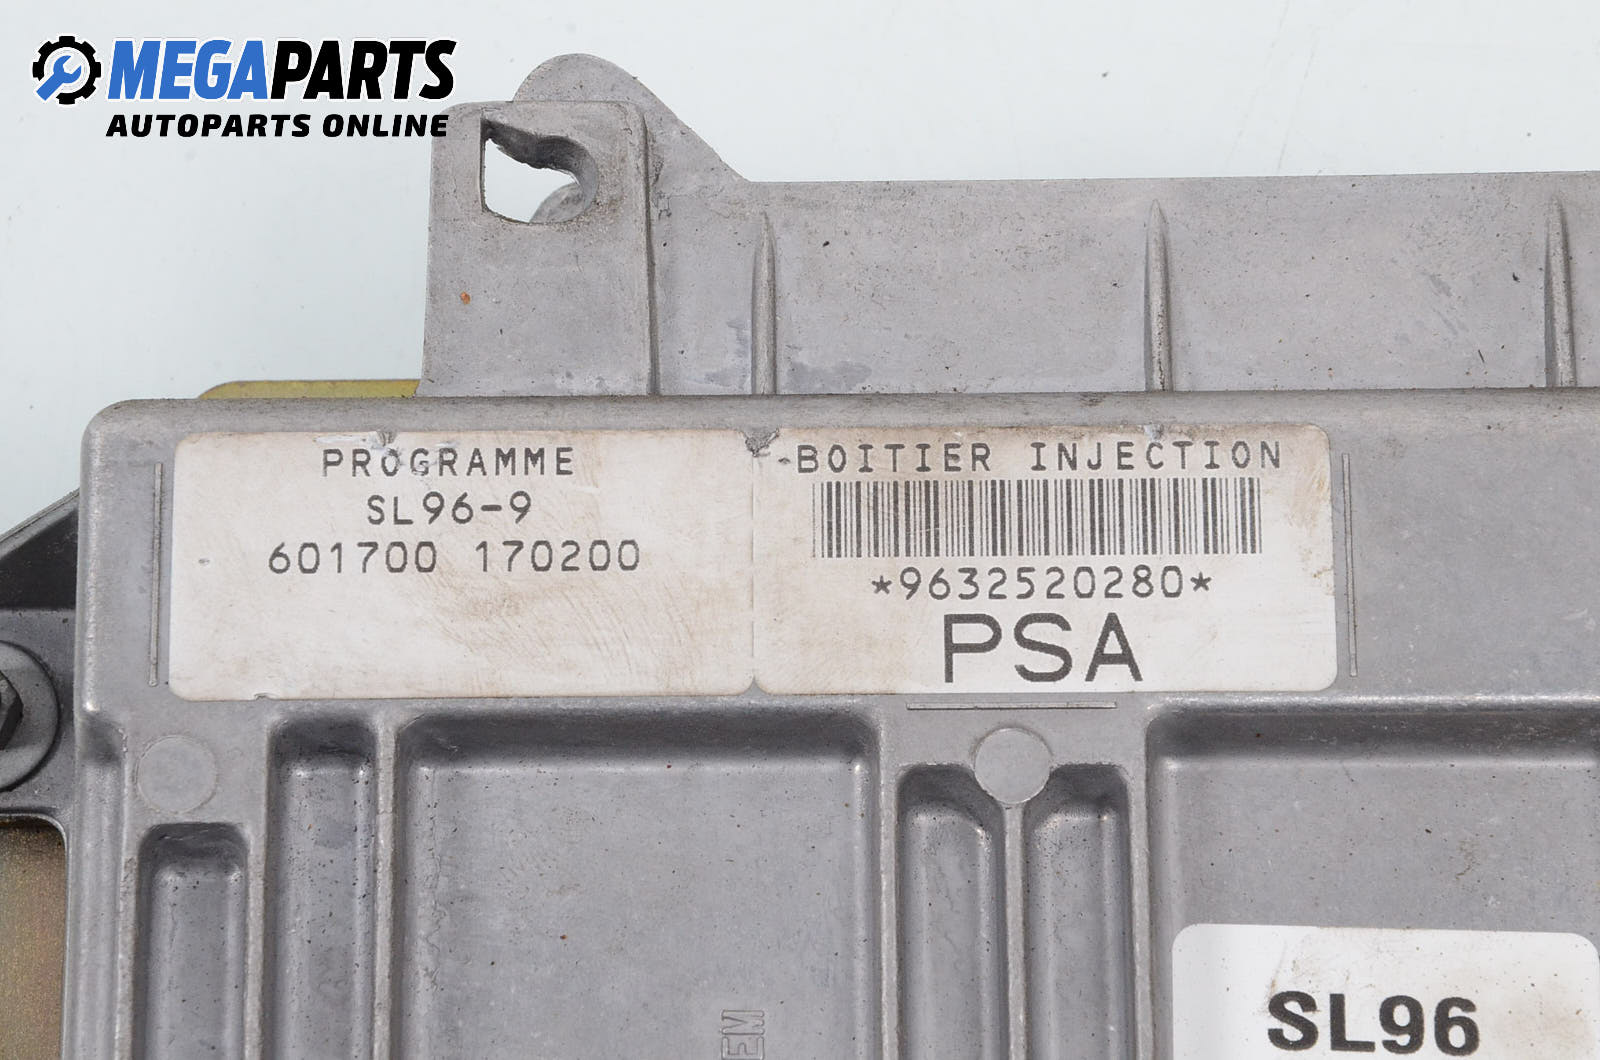 MEGAPARTS
AUTOPARTS ONLINE
PROGRAMME
SL96-9
601700 170200
BOITIER INJECTION
*9632520280*
PSA
SL96